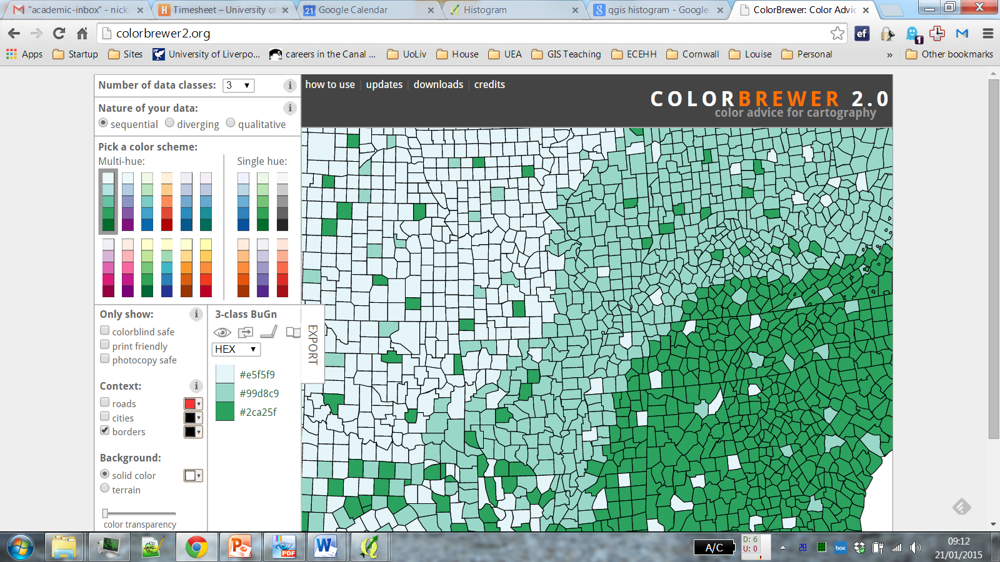 "academic-inbox" - nick.
Timesheet – University of
Google Calendar
Histogram
qgis histogram - Google
ColorBrewer: Color Advic
colorbrewer2.org
Apps
Startup
Sites
University of Liverpo...
careers in the Canal ...
UoLiv
House
UEA
GIS Teaching
ECEHH
Cornwall
Louise
Personal
»
Other bookmarks
Number of data classes: 3
how to use | updates | downloads | credits
COLORBREWER 2.0
color advice for cartography
Nature of your data:
sequential diverging qualitative
Pick a color scheme:
Multi-hue: Single hue:
Only show:
colorblind safe
print friendly
photocopy safe
Context:
roads
cities
borders
Background:
solid color
terrain
color transparency
3-class BuGn
HEX
#e5f5f9
#99d8c9
#2ca25f
EXPORT
A/C
D: 6
U: 0
28
box
09:12
21/01/2015